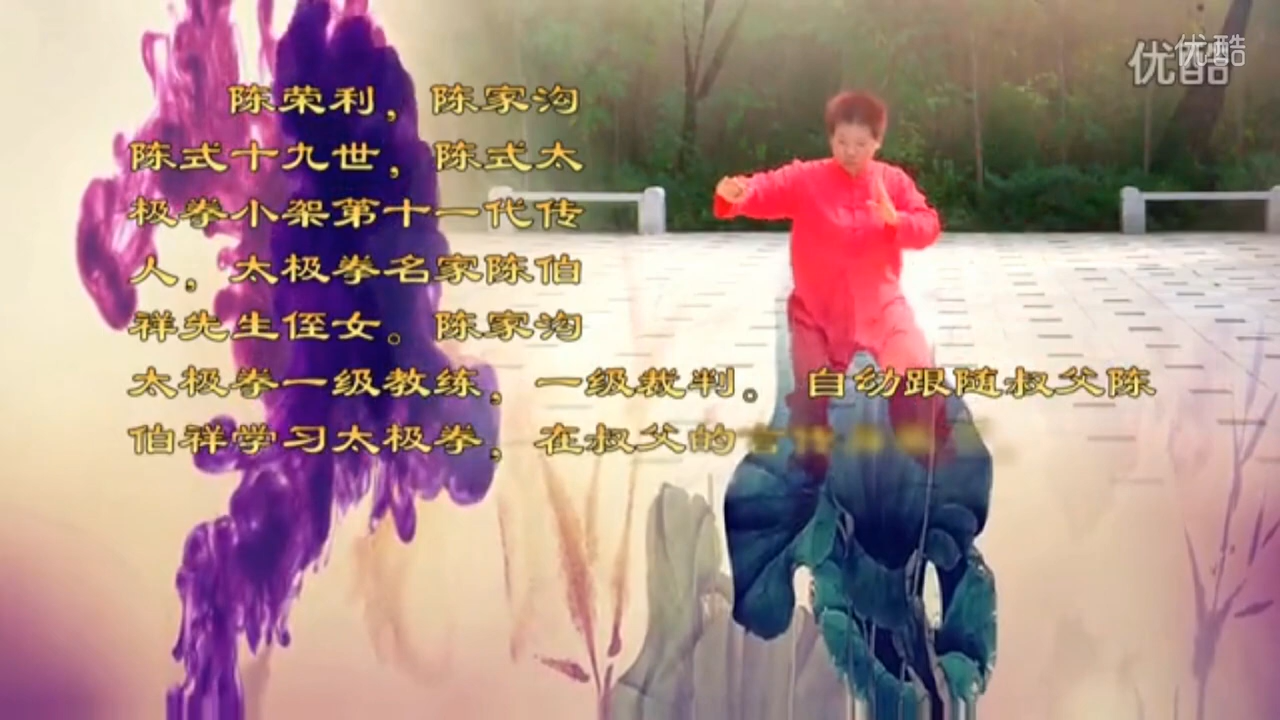 优酷
优酷
陈荣利，陈家沟
陈式十九世，陈式太
极拳小架第十一代传
人，太极拳名家陈伯
祥先生侄女。陈家沟
太极拳一级教练，一级裁判。自幼跟随叔父陈
伯祥学习太极拳，在叔父的